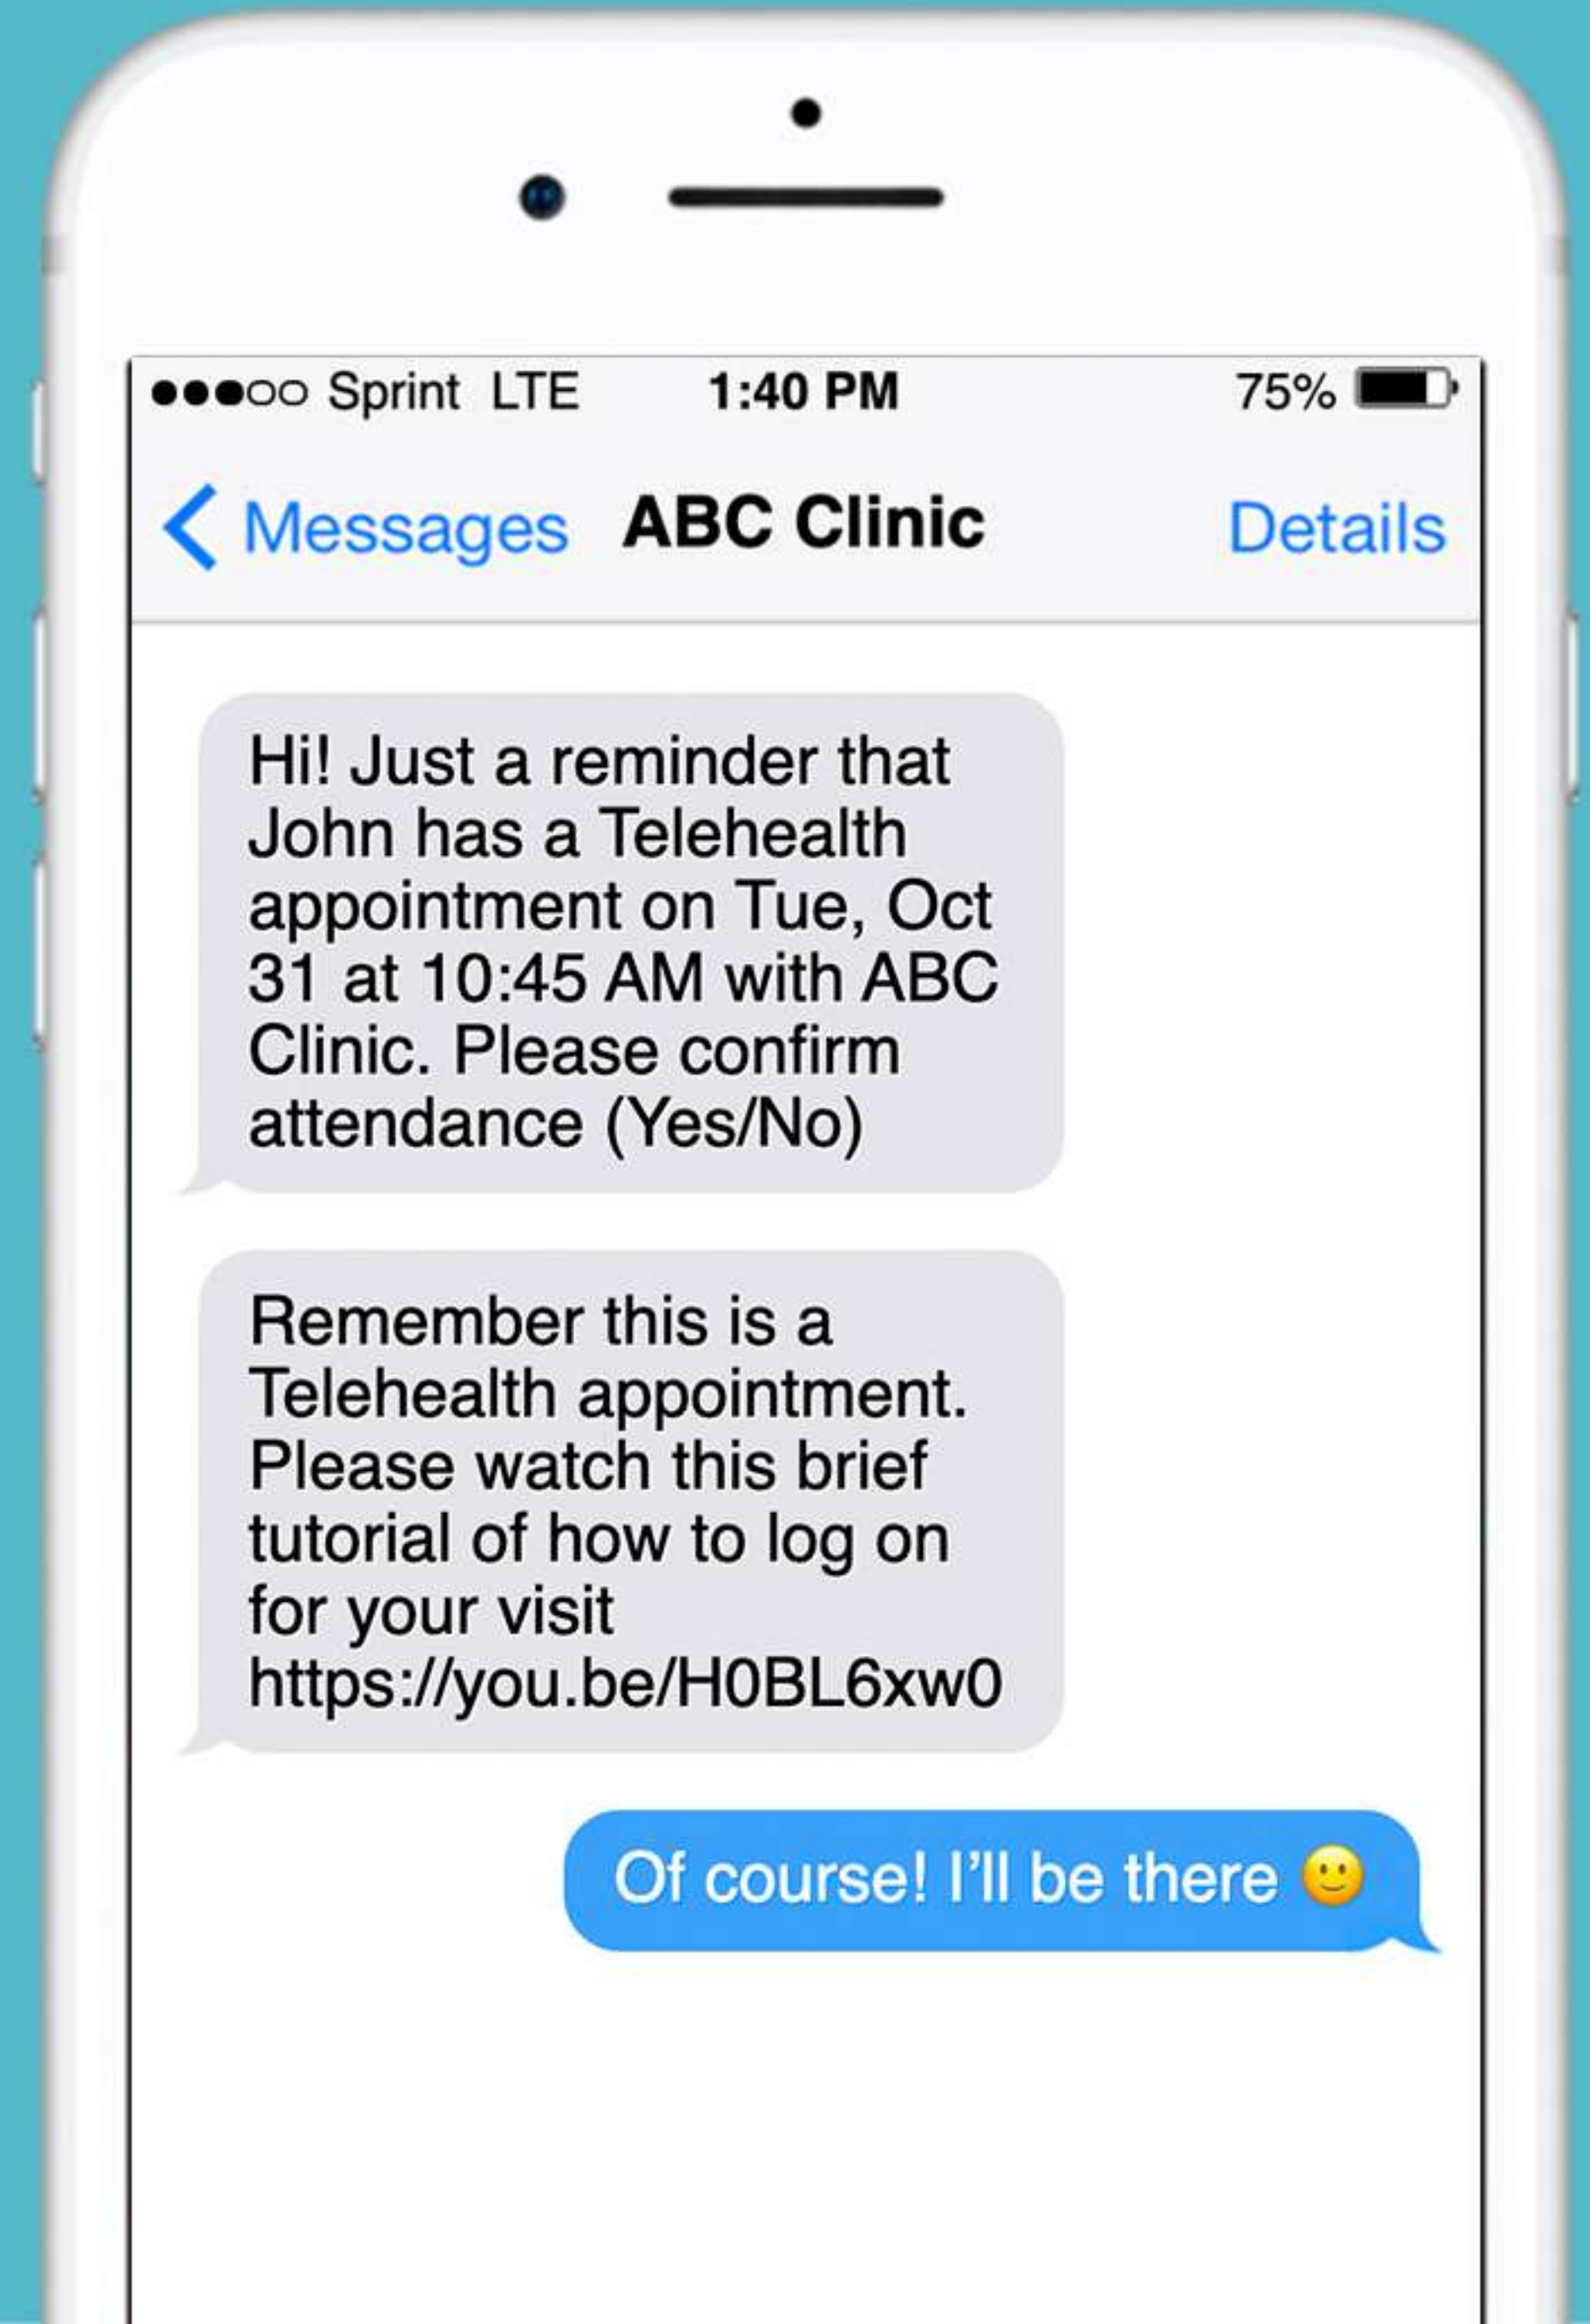 Sprint LTE 1:40 PM 75%
Messages ABC Clinic Details
Hi! Just a reminder that
John has a Telehealth
appointment on Tue, Oct
31 at 10:45 AM with ABC
Clinic. Please confirm
attendance (Yes/No)
Remember this is a
Telehealth appointment.
Please watch this brief
tutorial of how to log on
for your visit
https://you.be/H0BL6xw0
Of course! I’ll be there 🙂